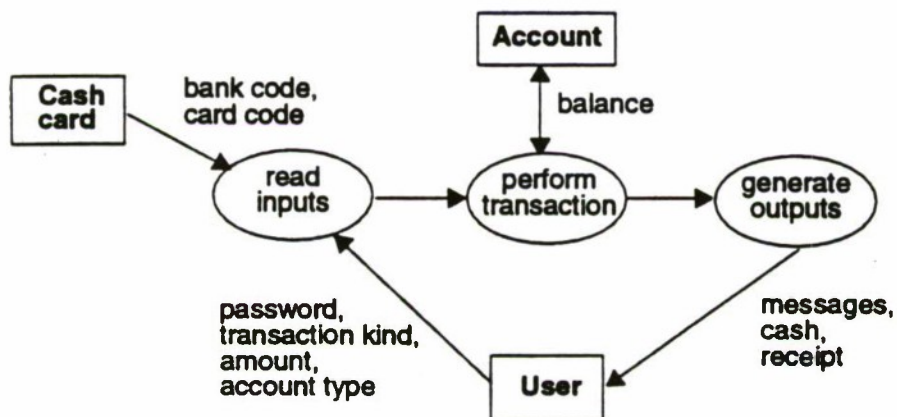 Account
Cash
card
bank code,
card code
balance
read
inputs
perform
transaction
generate
outputs
password,
transaction kind,
amount,
account type
messages,
cash,
receipt
User